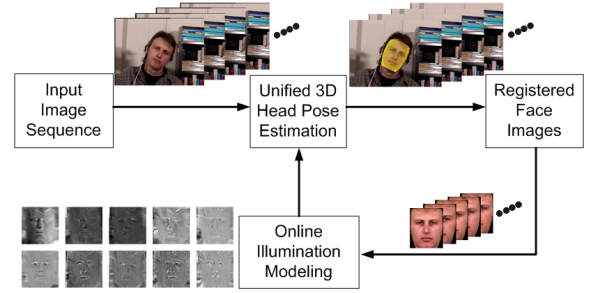 Input
Image
Sequence
Unified 3D
Head Pose
Estimation
Registered
Face
Images
Online
Illumination
Modeling